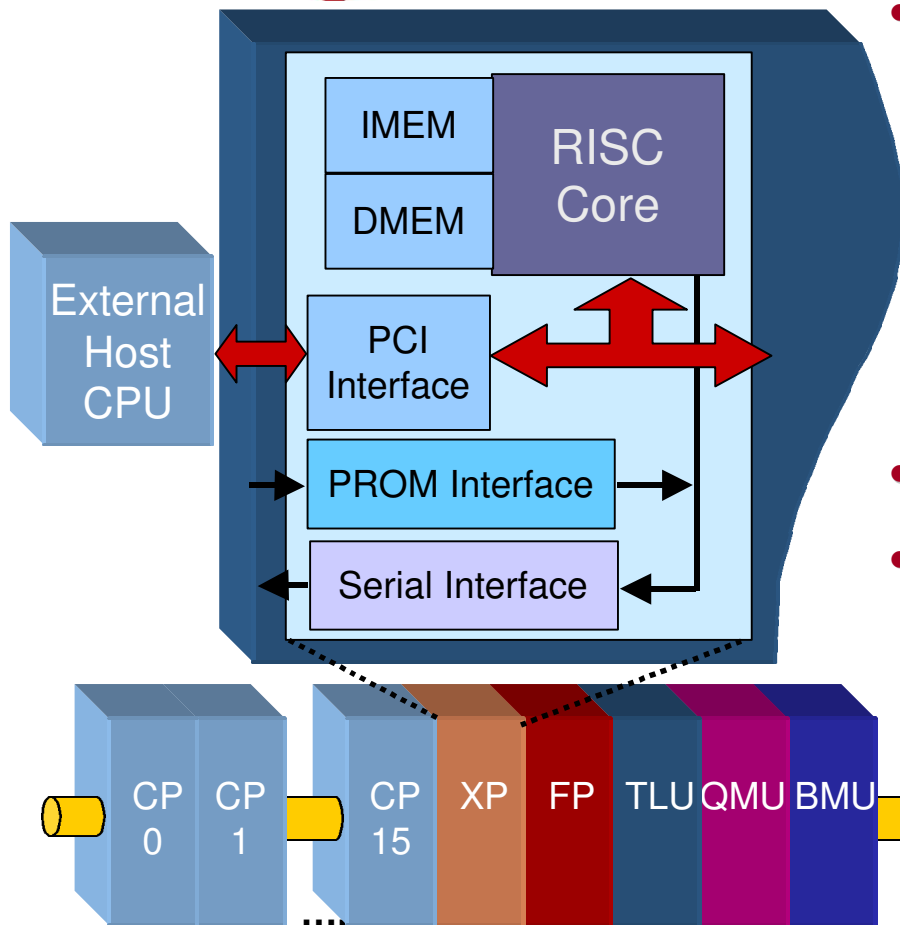 IMEM
RISC
Core
DMEM
External
Host
CPU
PCI
Interface
PROM Interface
Serial Interface
CP
0
CP
1
CP
15
XP
FP
TLU
QMU
BMU